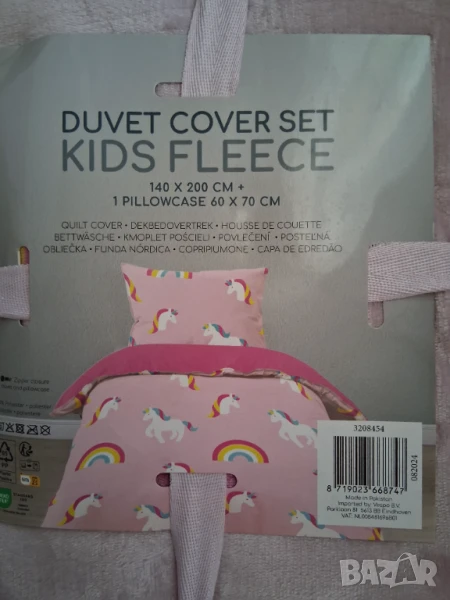 DUVET COVER SET
KIDS FLEECE
140 X 200 CM +
1 PILLOWCASE 60 X 70 CM
QUILT COVER • DEKBEDOVERTREK • HOUSSE DE COUETTE
BETTWÄSCHE • KMOPLET POŚCIELI • POVLEČENÍ • POSTEĽNÁ
OBLIEČKA • FUNDA NÓRDICA • COPRIPIUMONE • CAPA DE EDREDÃO
3208454
8 719023 668747
082024
Made in Pakistan
Imported by Vespo B.V.
BAZAR